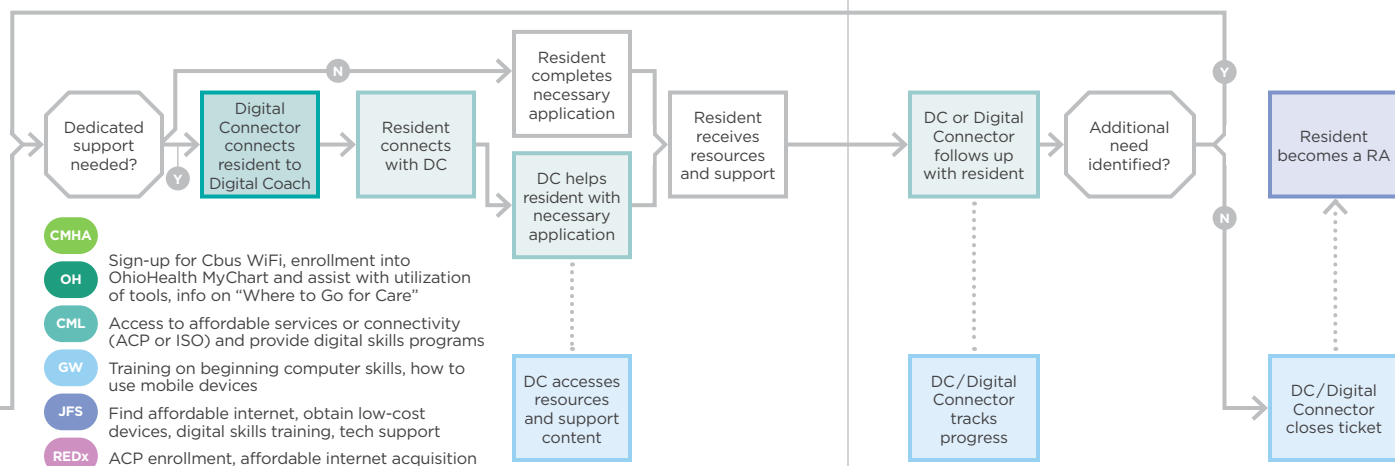 Dedicated
support
needed?
Y
N
Digital
Connector
connects
resident to
Digital Coach
Resident
connects
with DC
Resident
completes
necessary
application
DC helps
resident with
necessary
application
Resident
receives
resources
and support
DC or Digital
Connector
follows up
with resident
Additional
need
identified?
Y
N
Resident
becomes a RA
CMHA
OH
Sign-up for Cbus WiFi, enrollment into
OhioHealth MyChart and assist with utilization
of tools, info on “Where to Go for Care”
CML
Access to affordable services or connectivity
(ACP or ISO) and provide digital skills programs
GW
Training on beginning computer skills, how to
use mobile devices
JFS
Find affordable internet, obtain low-cost
devices, digital skills training, tech support
REDx
ACP enrollment, affordable internet acquisition
DC accesses
resources
and support
content
DC/Digital
Connector
tracks
progress
DC/Digital
Connector
closes ticket